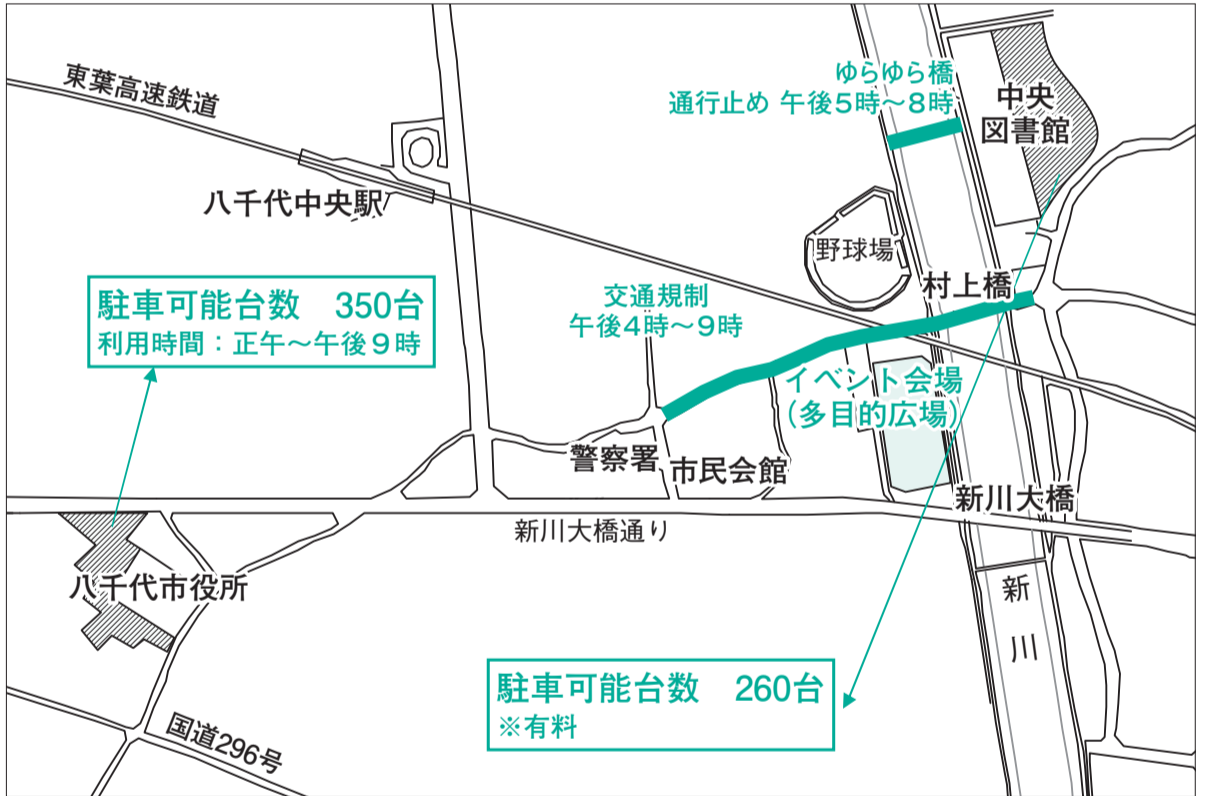 東葉高速鉄道
八千代中央駅
ゆらゆら橋
通行止め 午後5時～8時
中央
図書館
野球場
村上橋
駐車可能台数　350台
利用時間：正午～午後9時
交通規制
午後4時～9時
イベント会場
(多目的広場)
警察署
市民会館
新川大橋
新川大橋通り
八千代市役所
新
川
駐車可能台数　260台
※有料
国道296号